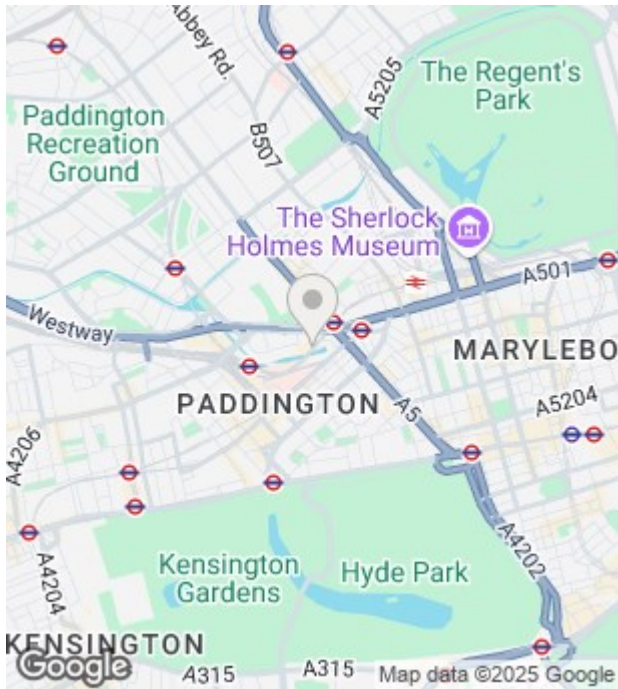 Abbey Rd.
A5205
The Regent's
Park
Paddington
Recreation
Ground
B507
The Sherlock
Holmes Museum
A501
Westway
MARYLEBO
PADDINGTON
A5
A5204
A4206
A4202
Kensington
Gardens
Hyde Park
A4204
KENSINGTON
Google
A315
A315
Map data ©2025 Google